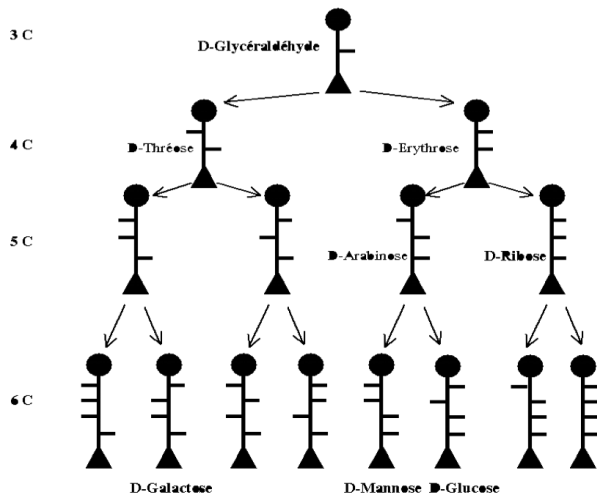 3 C
D-Glycéraldéhyde
4 C
D-Thréose
D-Erythrose
5 C
D-Arabinose
D-Ribose
6 C
D-Galactose
D-Mannose
D-Glucose